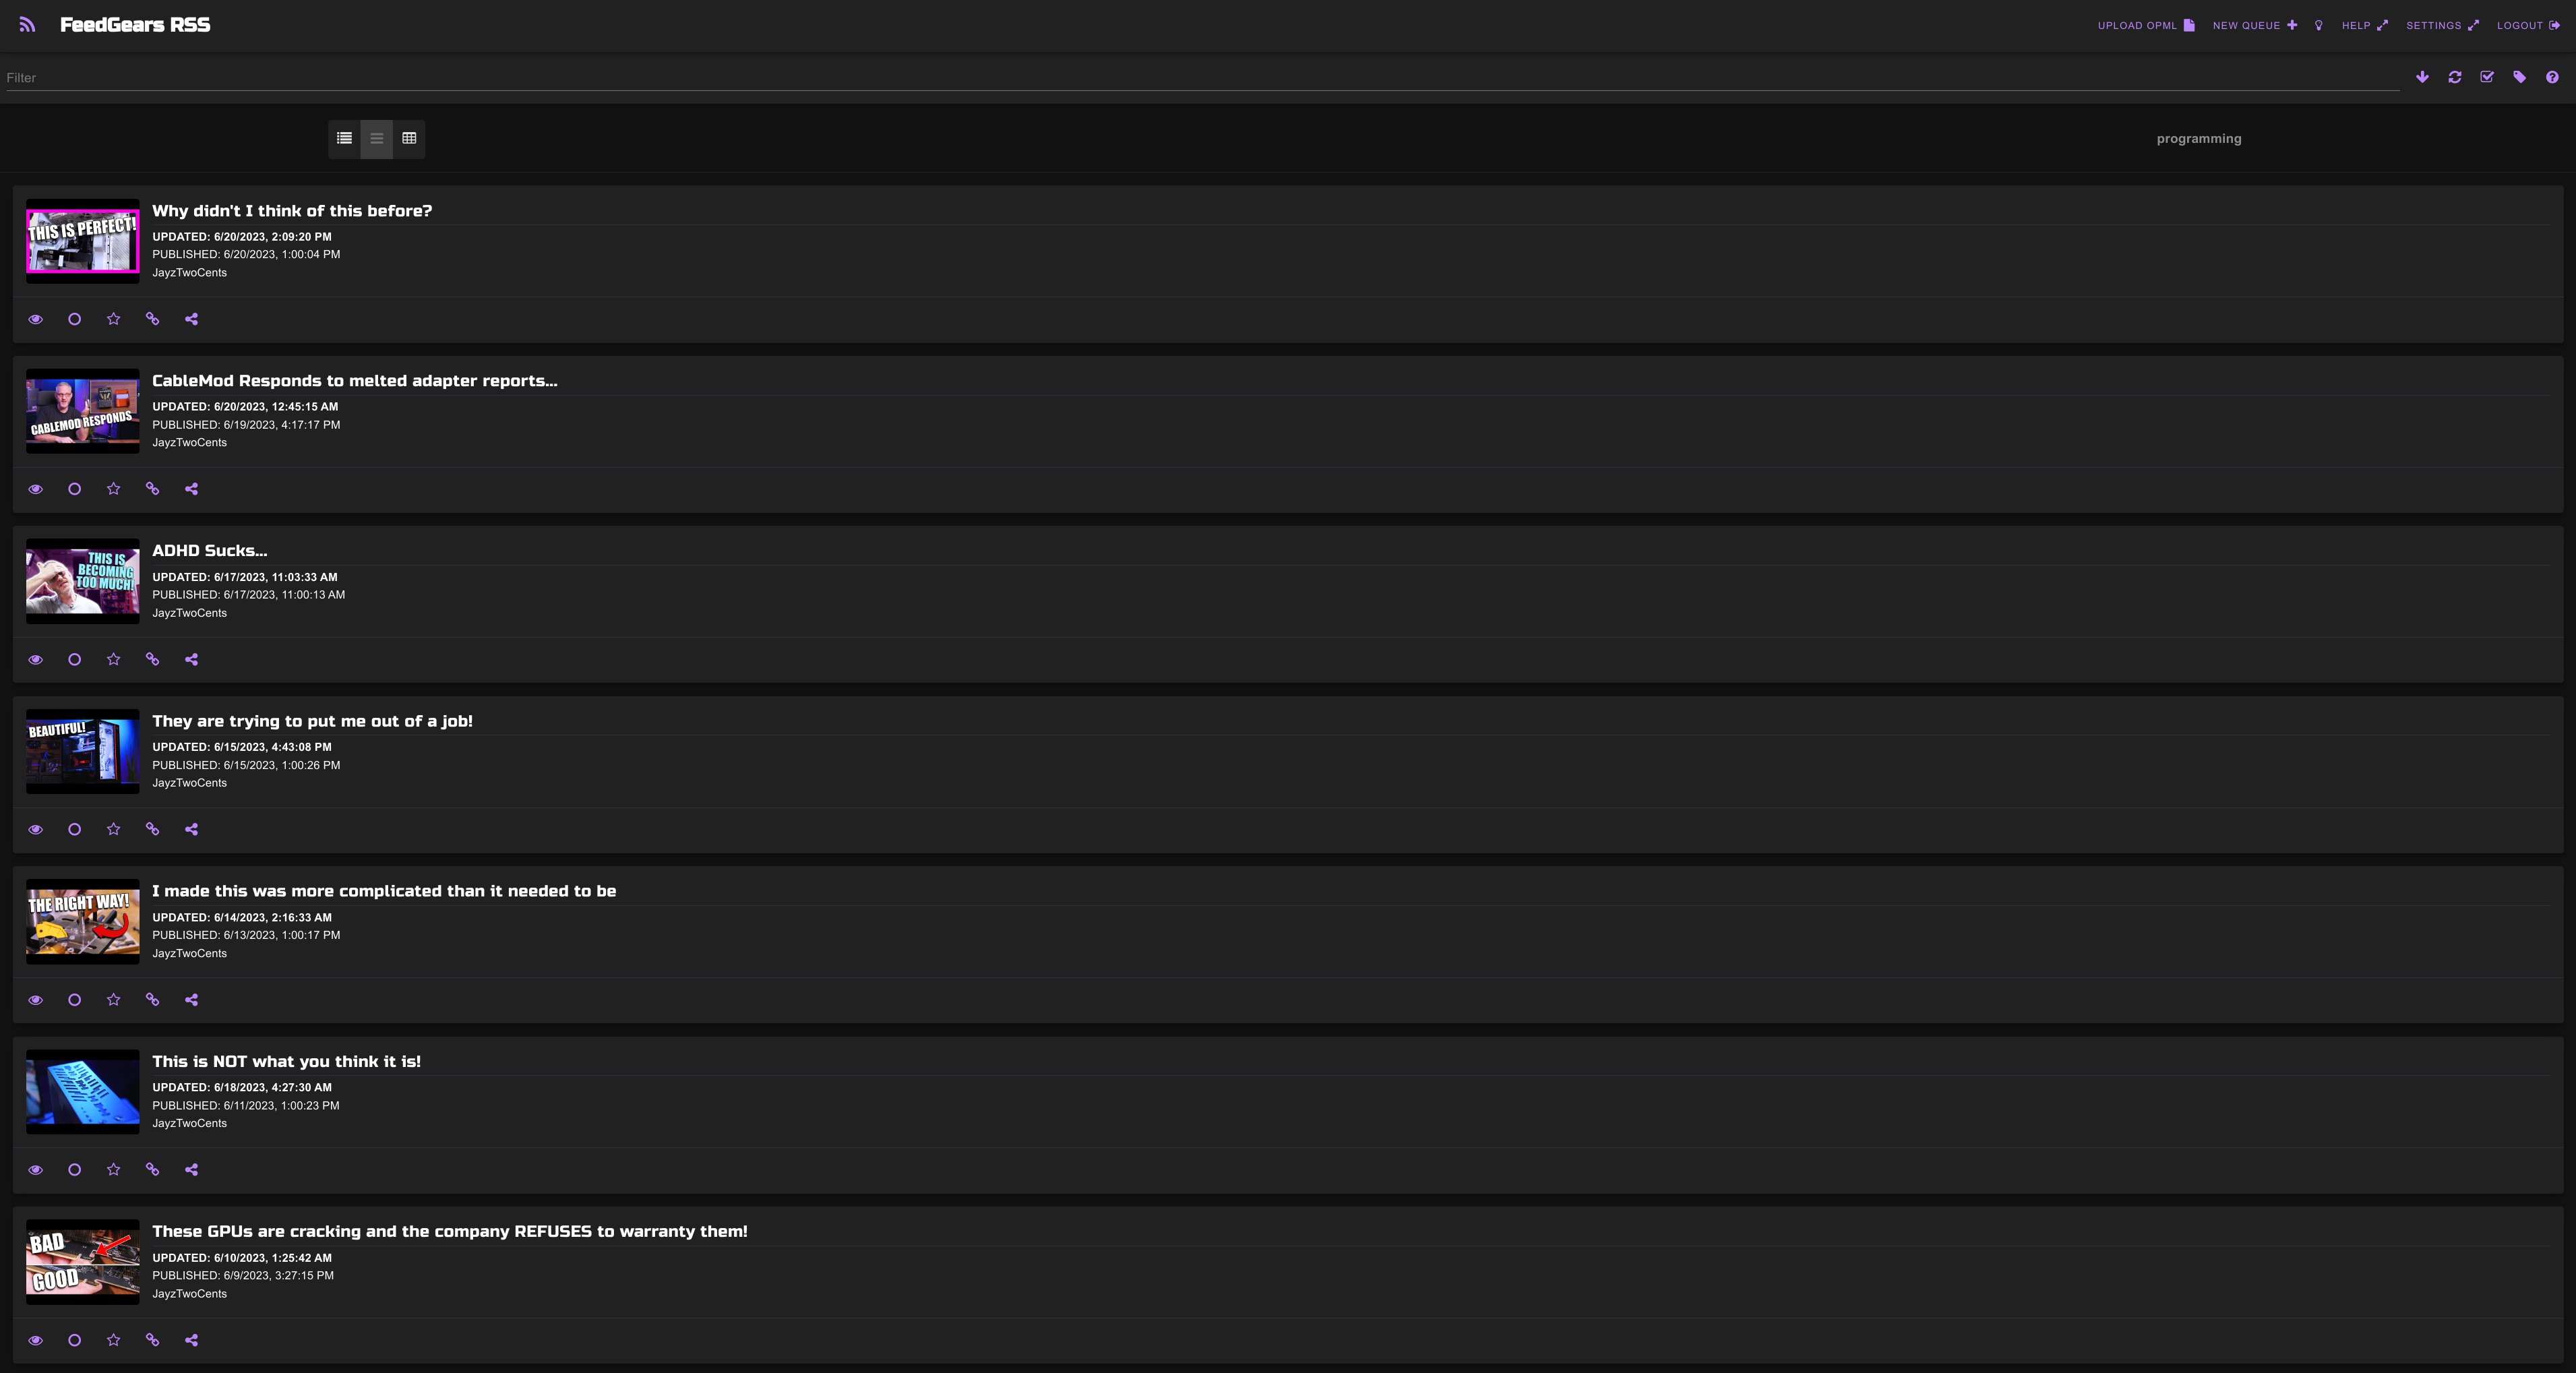 FeedGears RSS
UPLOAD OPML
NEW QUEUE
HELP
SETTINGS
LOGOUT
Filter
programming
THIS IS PERFECT!
Why didn't I think of this before?
UPDATED: 6/20/2023, 2:09:20 PM
PUBLISHED: 6/20/2023, 1:00:04 PM
JayzTwoCents
CABLEMOD RESPONDS
CableMod Responds to melted adapter reports...
UPDATED: 6/20/2023, 12:45:15 AM
PUBLISHED: 6/19/2023, 4:17:17 PM
JayzTwoCents
THIS IS
BECOMING
TOO MUCH!
ADHD Sucks...
UPDATED: 6/17/2023, 11:03:33 AM
PUBLISHED: 6/17/2023, 11:00:13 AM
JayzTwoCents
BEAUTIFUL!
They are trying to put me out of a job!
UPDATED: 6/15/2023, 4:43:08 PM
PUBLISHED: 6/15/2023, 1:00:26 PM
JayzTwoCents
THE RIGHT WAY!
I made this was more complicated than it needed to be
UPDATED: 6/14/2023, 2:16:33 AM
PUBLISHED: 6/13/2023, 1:00:17 PM
JayzTwoCents
This is NOT what you think it is!
UPDATED: 6/18/2023, 4:27:30 AM
PUBLISHED: 6/11/2023, 1:00:23 PM
JayzTwoCents
BAD
GOOD
These GPUs are cracking and the company REFUSES to warranty them!
UPDATED: 6/10/2023, 1:25:42 AM
PUBLISHED: 6/9/2023, 3:27:15 PM
JayzTwoCents